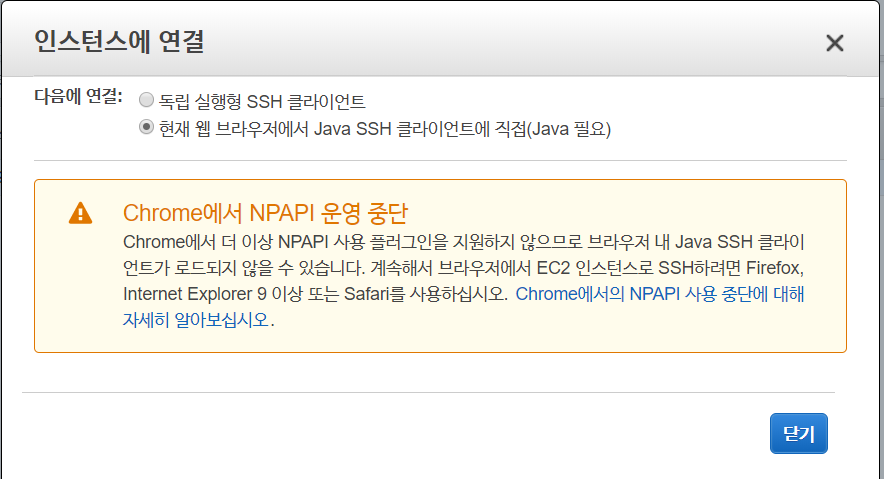 인스턴스에 연결
다음에 연결:
독립 실행형 SSH 클라이언트
현재 웹 브라우저에서 Java SSH 클라이언트에 직접(Java 필요)
Chrome에서 NPAPI 운영 중단
Chrome에서 더 이상 NPAPI 사용 플러그인을 지원하지 않으므로 브라우저 내 Java SSH 클라이
언트가 로드되지 않을 수 있습니다. 계속해서 브라우저에서 EC2 인스턴스로 SSH하려면 Firefox,
Internet Explorer 9 이상 또는 Safari를 사용하십시오. Chrome에서의 NPAPI 사용 중단에 대해
자세히 알아보십시오.
닫기